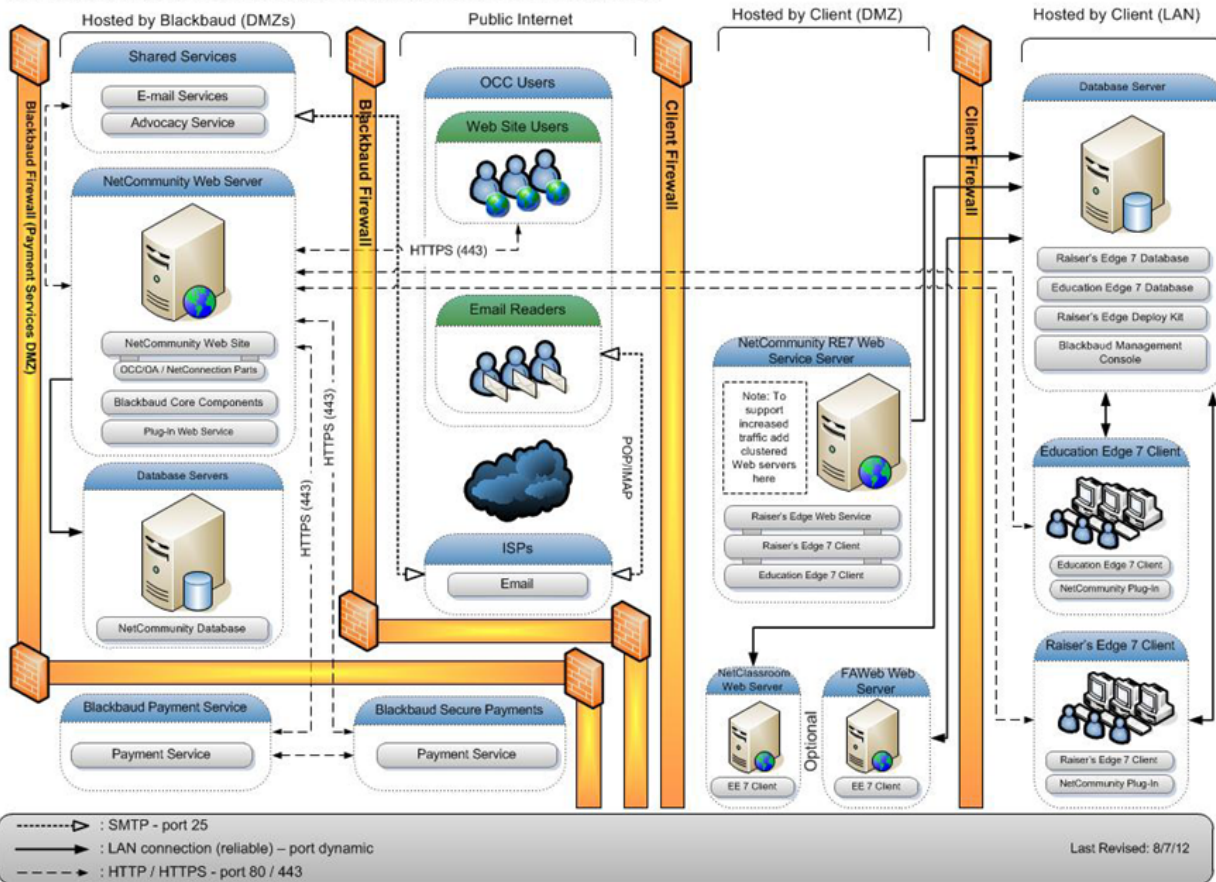 Hosted by Blackbaud (DMZs)
Public Internet
Hosted by Client (DMZ)
Hosted by Client (LAN)
Blackbaud Firewall (Payment Services DMZ)
Shared Services
E-mail Services
Advocacy Service
NetCommunity Web Server
NetCommunity Web Site
OCC/OA / NetConnection Parts
Blackbaud Core Components
Plug-In Web Service
Database Servers
NetCommunity Database
Blackbaud Payment Service
Payment Service
Blackbaud Secure Payments
Payment Service
HTTPS (443)
HTTPS (443)
HTTPS (443)
Blackbaud Firewall
OCC Users
Web Site Users
Email Readers
POP/IMAP
ISPs
Email
Client Firewall
NetCommunity RE7 Web
Service Server
Note: To
support
increased
traffic add
clustered
Web servers
here
Raiser's Edge Web Service
Raiser's Edge 7 Client
Education Edge 7 Client
NetClassroom
Web Server
EE 7 Client
Optional
FAWeb Web
Server
EE 7 Client
Client Firewall
Database Server
Raiser's Edge 7 Database
Education Edge 7 Database
Raiser's Edge Deploy Kit
Blackbaud Management
Console
Education Edge 7 Client
Education Edge 7 Client
NetCommunity Plug-In
Raiser's Edge 7 Client
Raiser's Edge 7 Client
NetCommunity Plug-In
: SMTP - port 25
: LAN connection (reliable) – port dynamic
: HTTP / HTTPS - port 80 / 443
Last Revised: 8/7/12